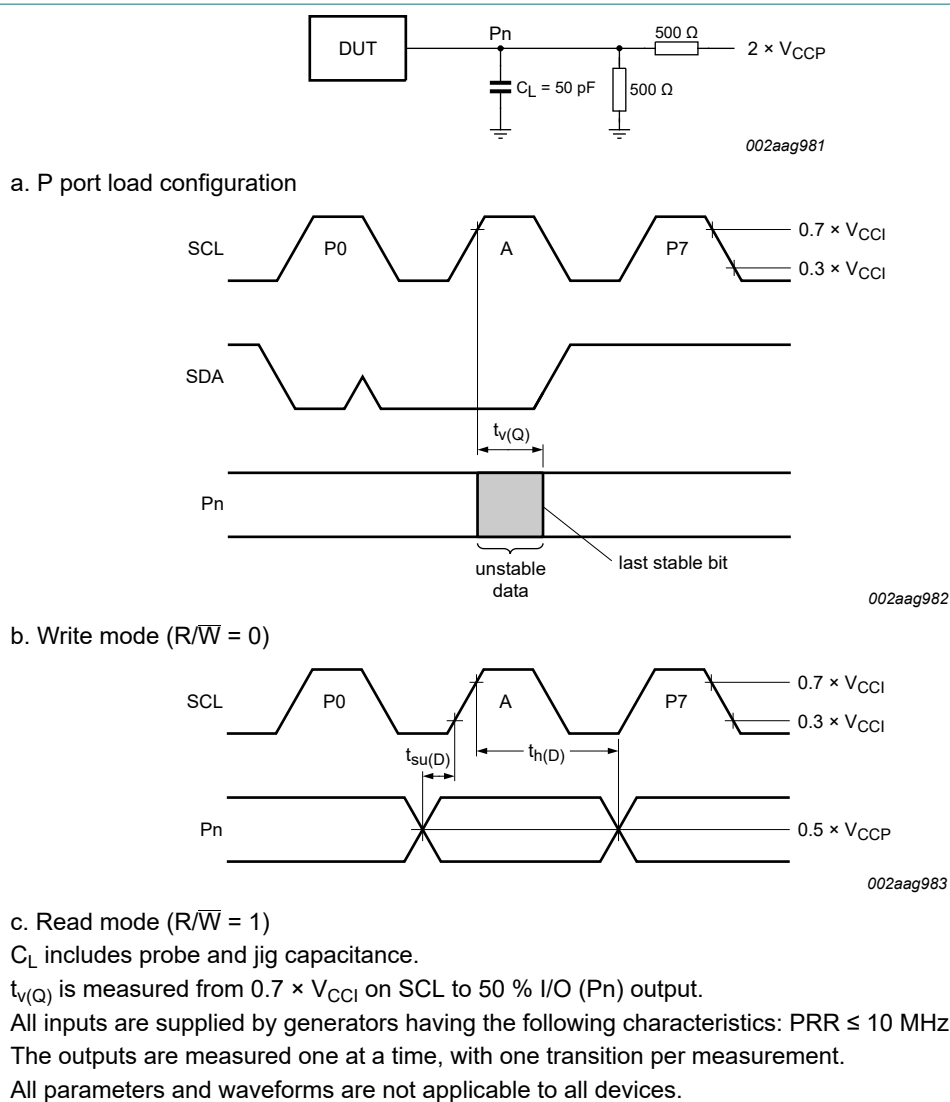 DUT
Pn
500 Ω
2 × VCCP
CL = 50 pF
500 Ω
002aag981
a. P port load configuration
SCL
P0
A
P7
0.7 × VCCI
0.3 × VCCI
SDA
tv(Q)
Pn
unstable
data
last stable bit
002aag982
b. Write mode (R/W̅ = 0)
SCL
P0
A
P7
0.7 × VCCI
0.3 × VCCI
tsu(D)
th(D)
Pn
0.5 × VCCP
002aag983
c. Read mode (R/W̅ = 1)
CL includes probe and jig capacitance.
tv(Q) is measured from 0.7 × VCCI on SCL to 50 % I/O (Pn) output.
All inputs are supplied by generators having the following characteristics: PRR ≤ 10 MHz
The outputs are measured one at a time, with one transition per measurement.
All parameters and waveforms are not applicable to all devices.